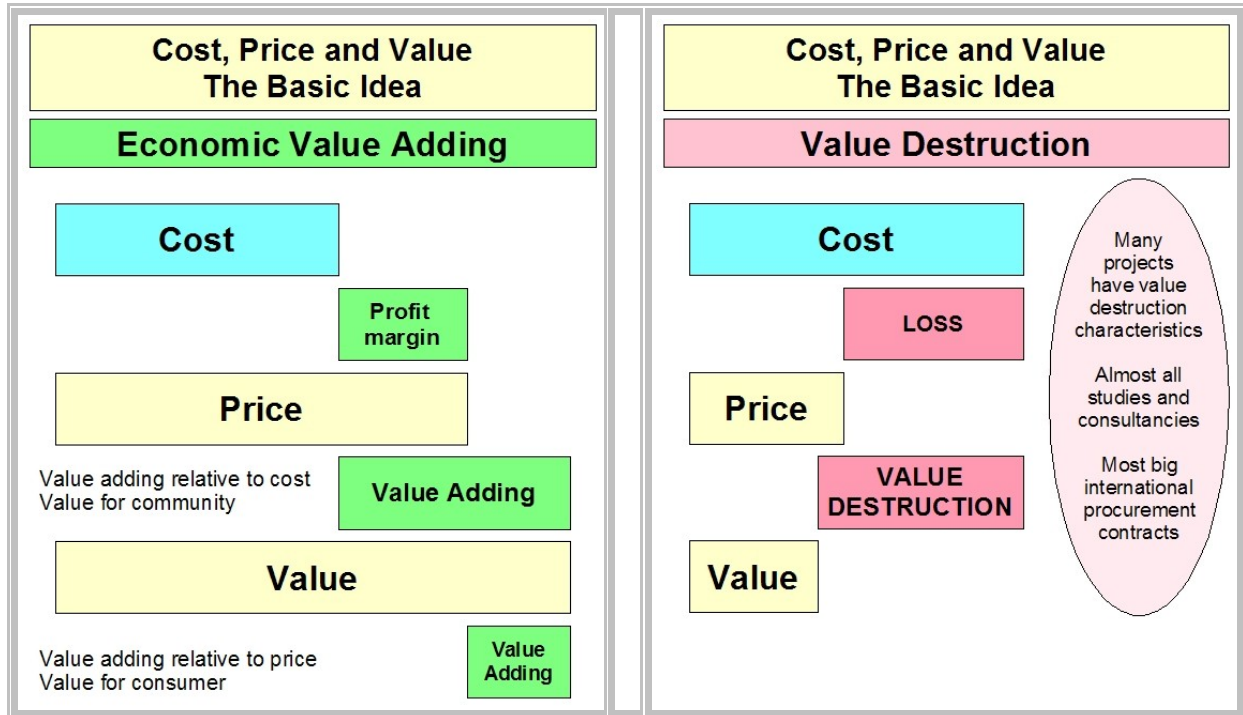 Cost, Price and Value
The Basic Idea
Economic Value Adding
Cost
Profit
margin
Price
Value adding relative to cost
Value for community
Value Adding
Value
Value adding relative to price
Value for consumer
Value
Adding
Cost, Price and Value
The Basic Idea
Value Destruction
Cost
LOSS
Price
VALUE
DESTRUCTION
Value
Many
projects
have value
destruction
characteristics
Almost all
studies and
consultancies
Most big
international
procurement
contracts